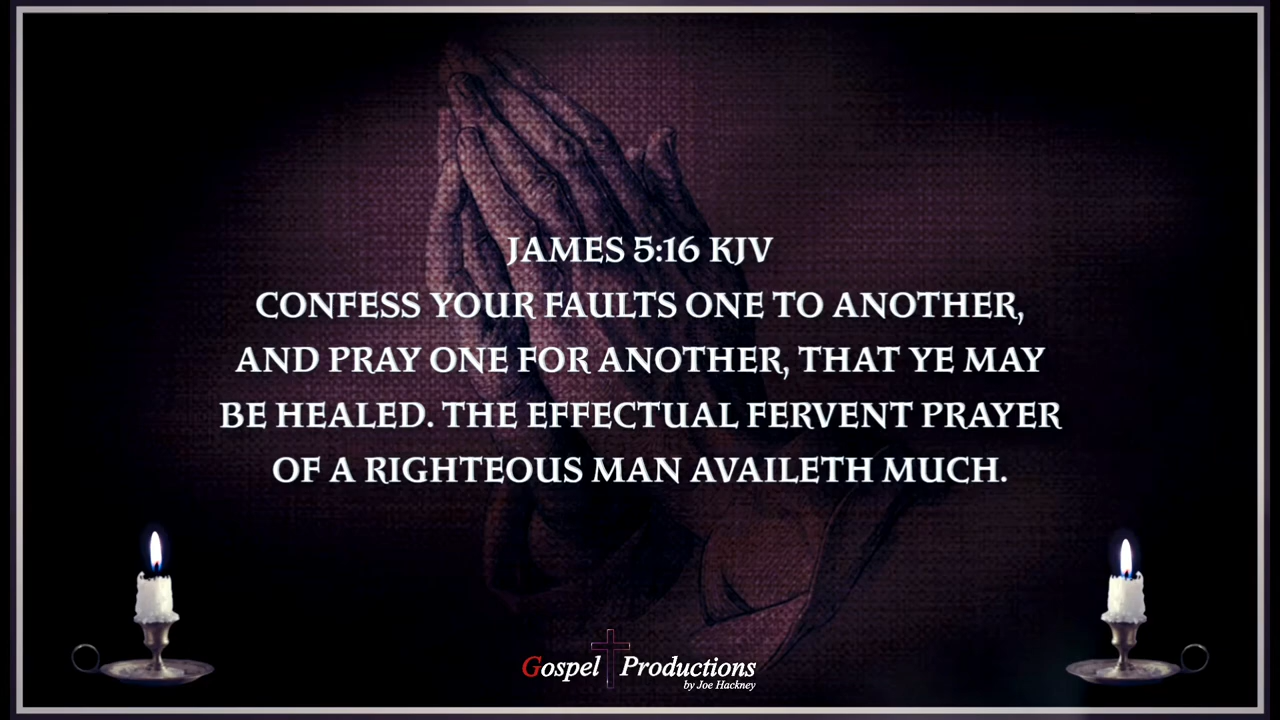 JAMES 5:16 KJV
CONFESS YOUR FAULTS ONE TO ANOTHER,
AND PRAY ONE FOR ANOTHER, THAT YE MAY
BE HEALED. THE EFFECTUAL FERVENT PRAYER
OF A RIGHTEOUS MAN AVAILETH MUCH.
Gospel Productions
by Joe Hackney